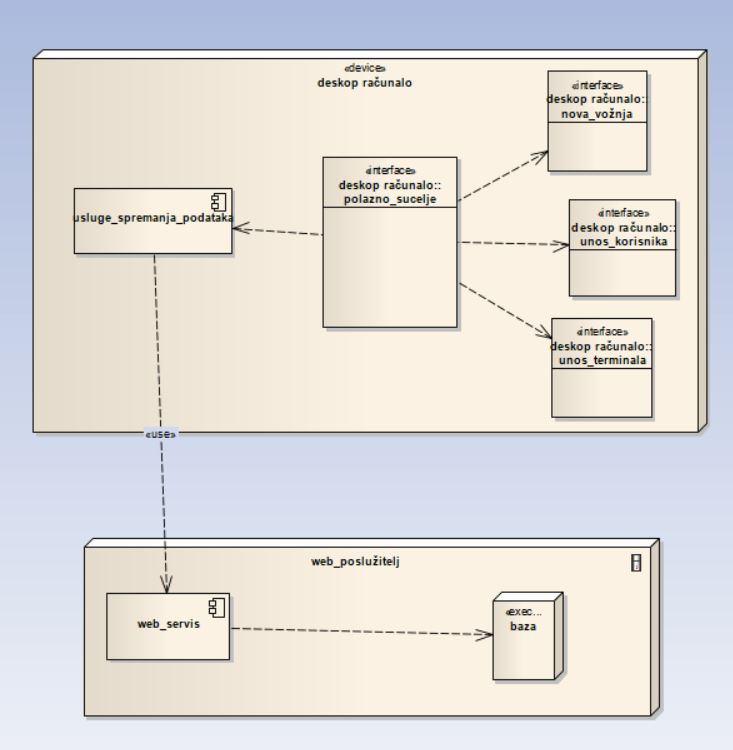 «device»
deskop računalo
«interface»
deskop računalo::
nova_vožnja
«interface»
deskop računalo::
polazno_sucelje
usluge_spremanja_podataka
«interface»
deskop računalo::
unos_korisnika
«interface»
deskop računalo::
unos_terminala
«use»
web_poslužitelj
web_servis
«exec...
baza